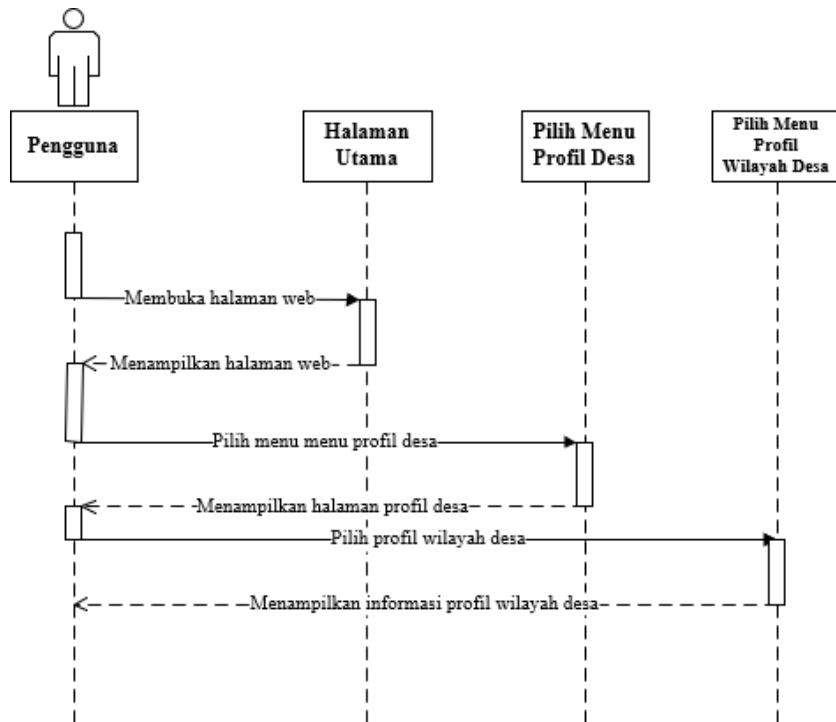 Pengguna
Halaman
Utama
Pilih Menu
Profil Desa
Pilih Menu
Profil
Wilayah Desa
Membuka halaman web
Menampilkan halaman web
Pilih menu menu profil desa
Menampilkan halaman profil desa
Pilih profil wilayah desa
Menampilkan informasi profil wilayah desa